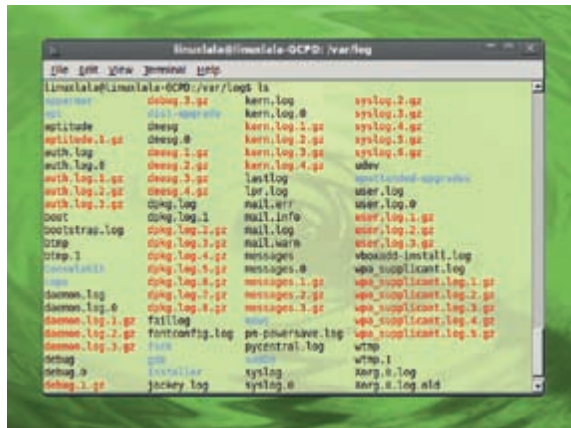 linuxlala@linuxlala-GCPD: /var/log
File Edit View Terminal Help
linuxlala@linuxlala-GCPD:/var/log$ ls
apparmor debug.3.gz kern.log syslog.2.gz
apt dist-upgrade kern.log.0 syslog.3.gz
aptitude dmesg kern.log.1.gz syslog.4.gz
aptitude.1.gz dmesg.0 kern.log.2.gz syslog.5.gz
auth.log dmesg.1.gz kern.log.3.gz syslog.6.gz
auth.log.0 dmesg.2.gz kern.log.4.gz udev
auth.log.1.gz dmesg.3.gz lastlog unattended-upgrades
auth.log.2.gz dmesg.4.gz lpr.log user.log
auth.log.3.gz dpkg.log mail.err user.log.0
boot dpkg.log.1 mail.info user.log.1.gz
bootstrap.log dpkg.log.2.gz mail.log user.log.2.gz
btmp dpkg.log.3.gz mail.warn user.log.3.gz
btmp.1 dpkg.log.4.gz messages vboxadd-install.log
ConsoleKit dpkg.log.5.gz messages.0 wpa_supplicant.log
cups dpkg.log.6.gz messages.1.gz wpa_supplicant.log.1.gz
daemon.log dpkg.log.7.gz messages.2.gz wpa_supplicant.log.2.gz
daemon.log.0 dpkg.log.8.gz messages.3.gz wpa_supplicant.log.3.gz
daemon.log.1.gz faillog news wpa_supplicant.log.4.gz
daemon.log.2.gz fontconfig.log pm-powersave.log wpa_supplicant.log.5.gz
daemon.log.3.gz fsck pycentral.log wtmp
debug gdm samba wtmp.1
debug.0 installer syslog Xorg.0.log
debug.1.gz jockey.log syslog.0 Xorg.0.log.old